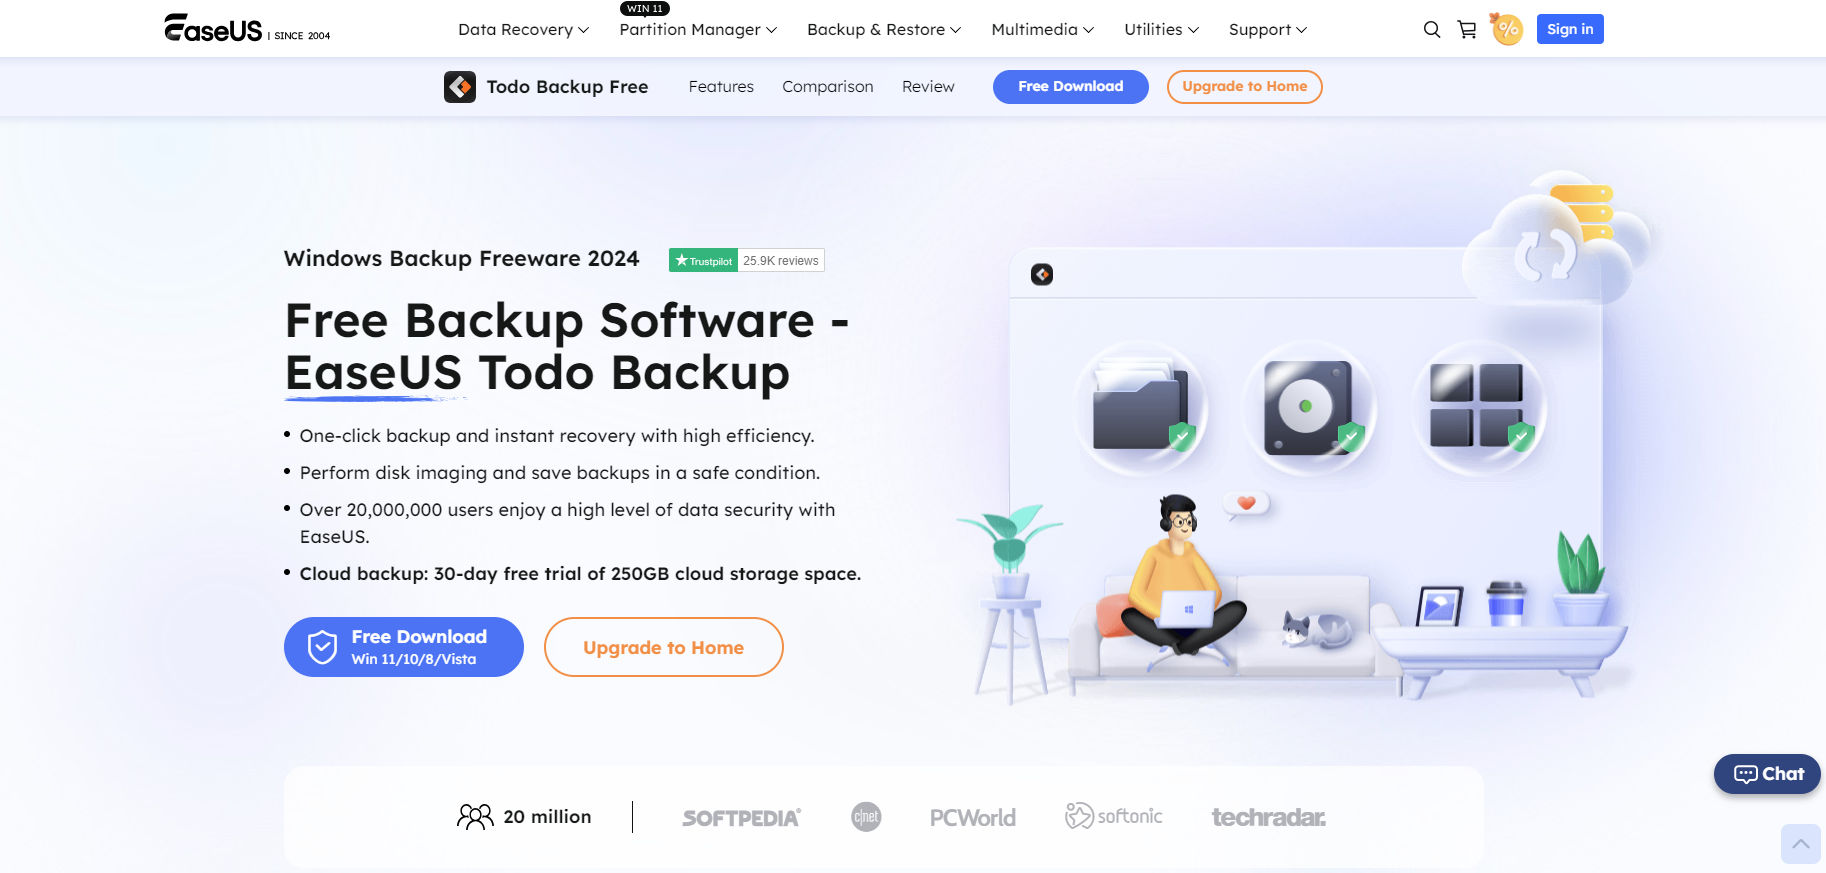 EaseUS | SINCE 2004
Data Recovery
WIN 11
Partition Manager
Backup & Restore
Multimedia
Utilities
Support
%
Sign in
Todo Backup Free
Features
Comparison
Review
Free Download
Upgrade to Home
Windows Backup Freeware 2024
Trustpilot 25.9K reviews
Free Backup Software -
EaseUS Todo Backup
• One-click backup and instant recovery with high efficiency.
• Perform disk imaging and save backups in a safe condition.
• Over 20,000,000 users enjoy a high level of data security with
EaseUS.
• Cloud backup: 30-day free trial of 250GB cloud storage space.
Free Download
Win 11/10/8/Vista
Upgrade to Home
Chat
20 million
SOFTPEDIA®
c|net
PCWorld
softonic
techradar.